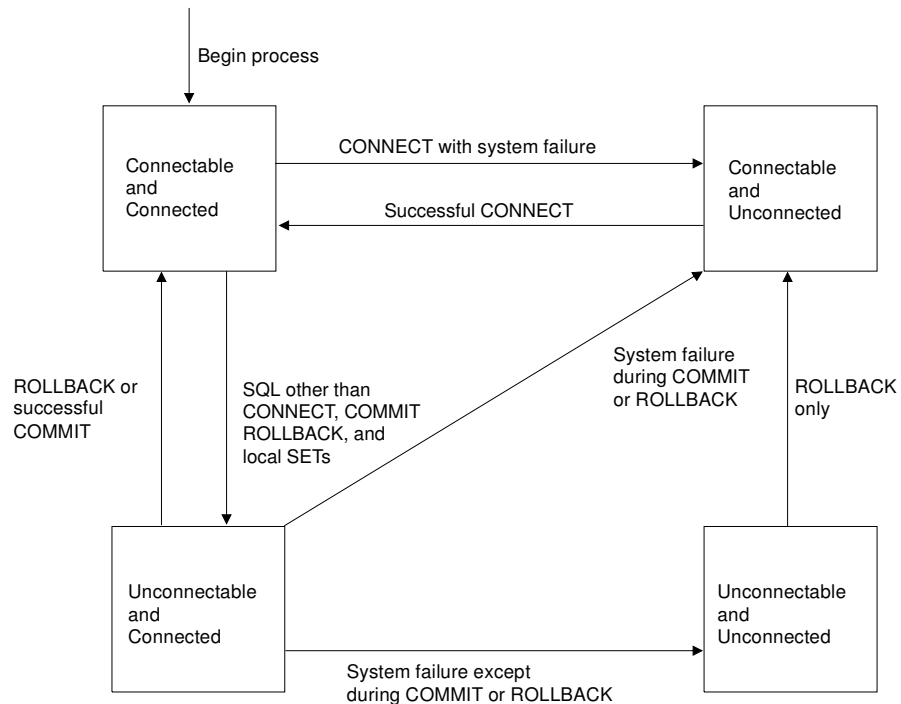 Begin process
Connectable
and
Connected
CONNECT with system failure
Successful CONNECT
Connectable
and
Unconnected
ROLLBACK or
successful
COMMIT
SQL other than
CONNECT, COMMIT
ROLLBACK, and
local SETs
System failure
during COMMIT
or ROLLBACK
ROLLBACK
only
Unconnectable
and
Connected
Unconnectable
and
Unconnected
System failure except
during COMMIT or ROLLBACK